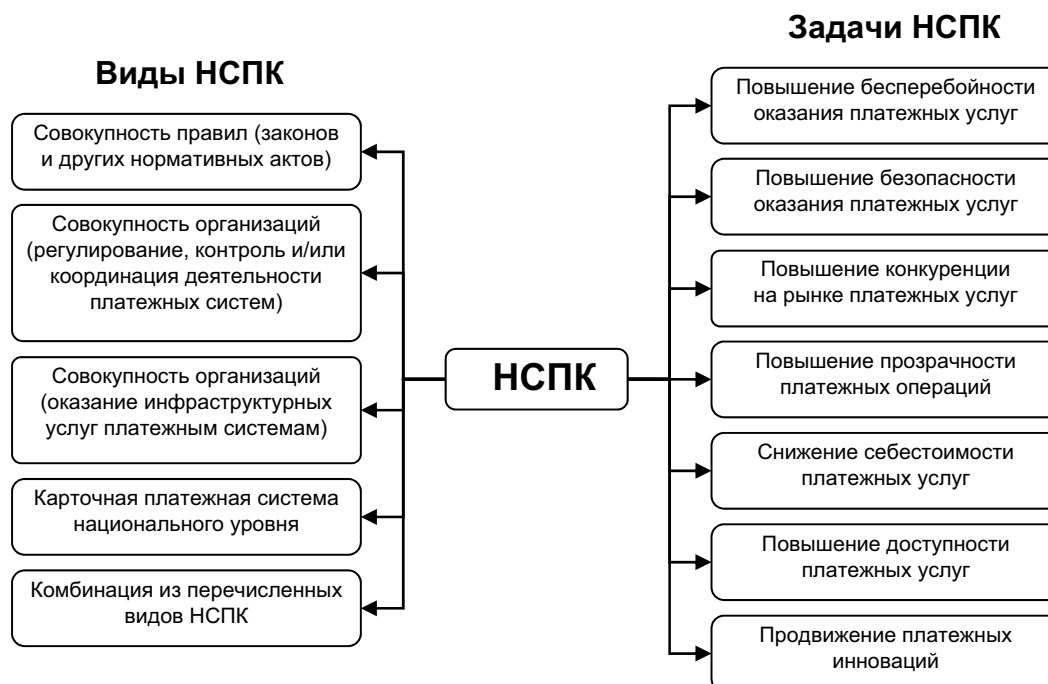 Виды НСПК
Совокупность правил (законов
и других нормативных актов)
Совокупность организаций
(регулирование, контроль и/или
координация деятельности
платежных систем)
Совокупность организаций
(оказание инфраструктурных
услуг платежным системам)
Карточная платежная система
национального уровня
Комбинация из перечисленных
видов НСПК
НСПК
Задачи НСПК
Повышение бесперебойности
оказания платежных услуг
Повышение безопасности
оказания платежных услуг
Повышение конкуренции
на рынке платежных услуг
Повышение прозрачности
платежных операций
Снижение себестоимости
платежных услуг
Повышение доступности
платежных услуг
Продвижение платежных
инноваций